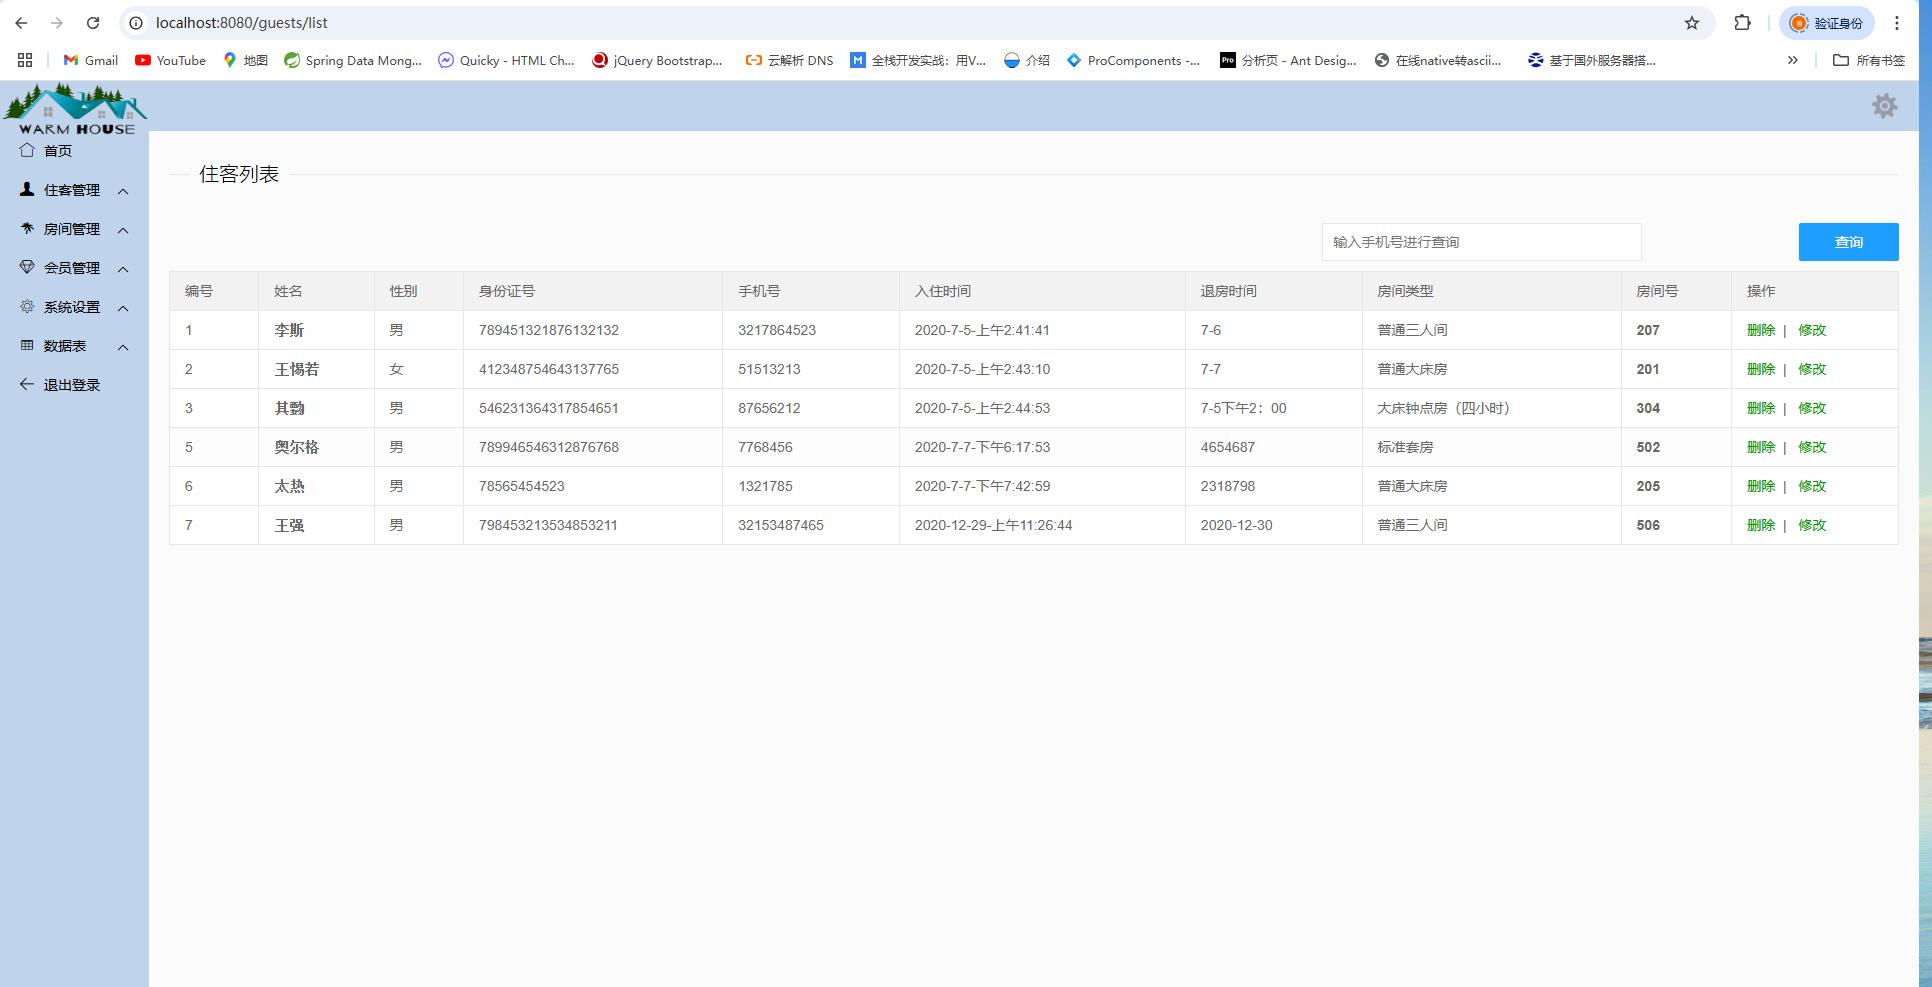 localhost:8080/guests/list
验证身份
Gmail YouTube 地图 Spring Data Mong... Quicky - HTML Ch... jQuery Bootstrap... 云解析 DNS 全栈开发实战：用V... 介绍 ProComponents -... 分析页 - Ant Desig... 在线native转ascii... 基于国外服务器搭... 所有书签
WARM HOUSE
首页
住客管理
房间管理
会员管理
系统设置
数据表
退出登录
住客列表
输入手机号进行查询 查询
编号 姓名 性别 身份证号 手机号 入住时间 退房时间 房间类型 房间号 操作
1 李斯 男 789451321876132132 3217864523 2020-7-5-上午2:41:41 7-6 普通三人间 207 删除 | 修改
2 王惕若 女 412348754643137765 51513213 2020-7-5-上午2:43:10 7-7 普通大床房 201 删除 | 修改
3 其 男 546231364317854651 87656212 2020-7-5-上午2:44:53 7-5下午2：00 大床钟点房（四小时） 304 删除 | 修改
5 奥尔格 男 789946546312876768 7768456 2020-7-7-下午6:17:53 4654687 标准套房 502 删除 | 修改
6 太热 男 78565454523 1321785 2020-7-7-下午7:42:59 2318798 普通大床房 205 删除 | 修改
7 王强 男 798453213534853211 32153487465 2020-12-29-上午11:26:44 2020-12-30 普通三人间 506 删除 | 修改